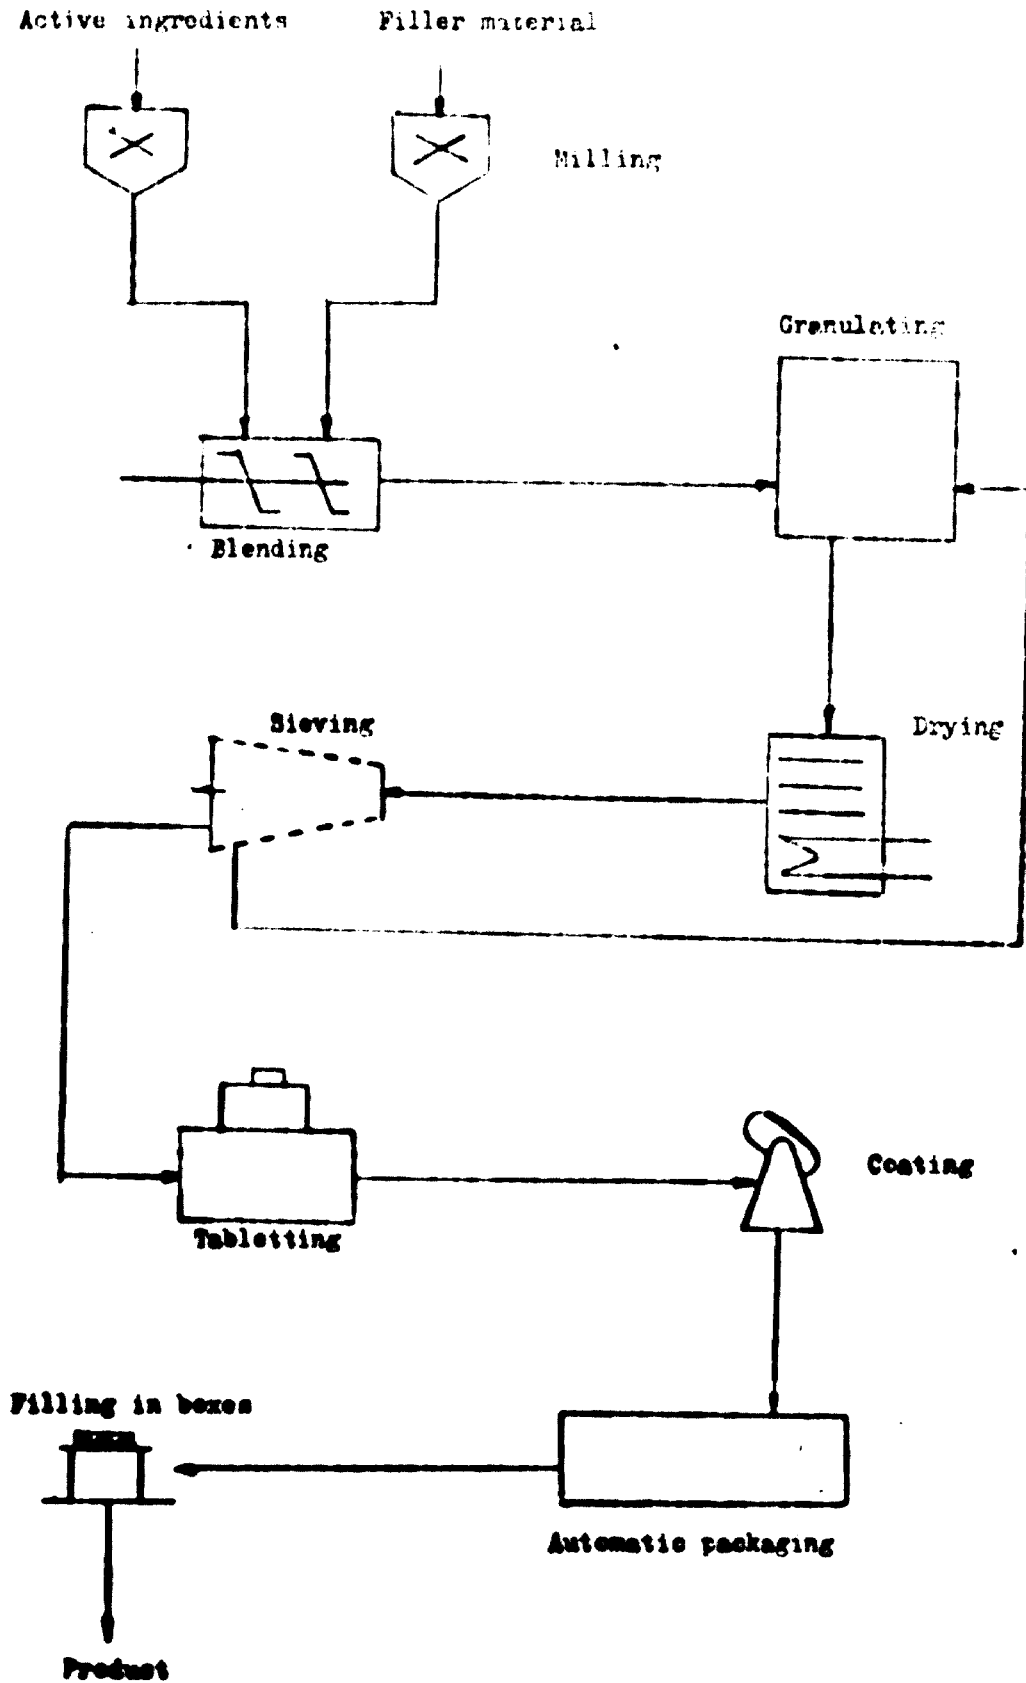 Active ingredients
Filler material
Milling
Granulating
Blending
Sieving
Drying
Tabletting
Coating
Filling in boxes
Automatic packaging
Product